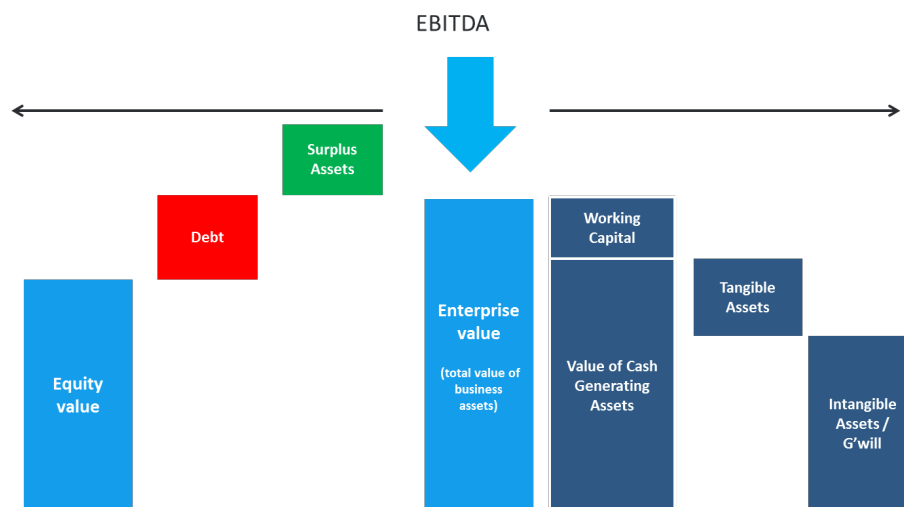 EBITDA
Surplus
Assets
Debt
Equity
value
Enterprise
value
(total value of
business
assets)
Working
Capital
Value of Cash
Generating
Assets
Tangible
Assets
Intangible
Assets /
G'will